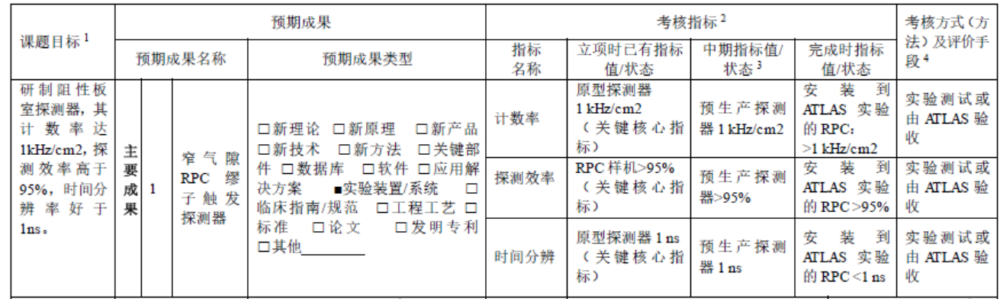 课题目标 1
预期成果
考核指标 2
考核方式（方
法）及评价手
段 4
预期成果名称
预期成果类型
指标
名称
立项时已有指标
值/状态
中期指标值/
状态 3
完成时指标
值/状态
研制阻性板
室探测器，其
计数率达
1kHz/cm2，探
测效率高于
95%，时间分
辨率好于
1ns。
主
要
成
果
1
窄气隙
RPC 缪
子触发
探测器
□新理论 □新原理 □新产品
□新技术 □新方法 □关键部
件 □数据库 □软件 □应用解
决方案 ■实验装置/系统 □
临床指南/规范 □工程工艺 □
标准 □论文 □发明专利
□其他
计数率
原型探测器
1 kHz/cm2
（关键核心指
标）
预生产探测
器 1 kHz/cm2
安装到
ATLAS 实验
的 RPC：
>1 kHz/cm2
实验测试或
由 ATLAS 验
收
探测效率
RPC 样机>95%
（关键核心指
标）
预生产探测
器>95%
安装到
ATLAS 实验
的 RPC >95%
实验测试或
由 ATLAS 验
收
时间分辨
原型探测器 1 ns
（关键核心指
标）
预生产探测
器 1 ns
安装到
ATLAS 实验
的 RPC <1 ns
实验测试或
由 ATLAS 验
收